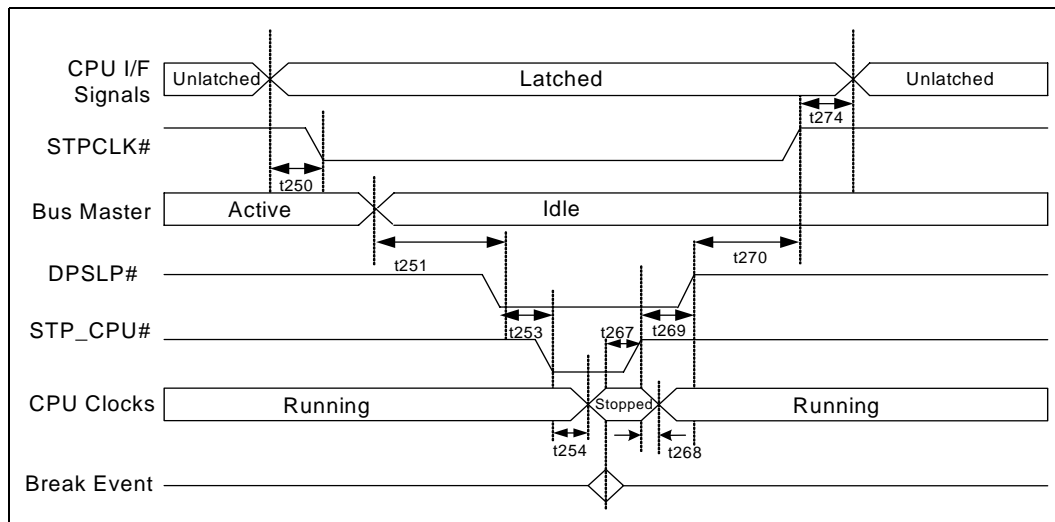 CPU I/F
Signals
Unlatched
Latched
Unlatched
t274
STPCLK#
t250
Bus Master
Active
Idle
t251
t270
DPSLP#
t253
t267
t269
STP_CPU#
CPU Clocks
Running
Stopped
Running
t254
t268
Break Event